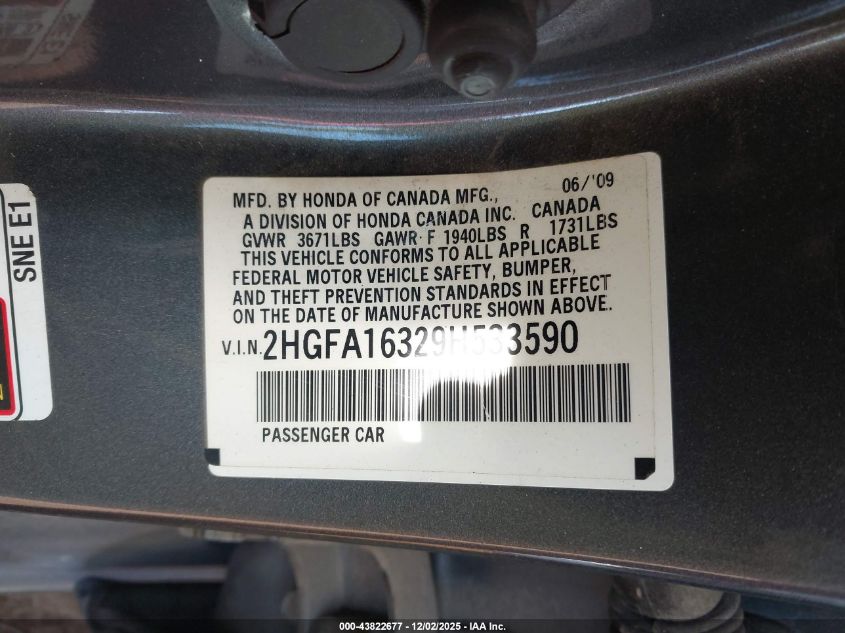 SNE E1
06/'09
MFD. BY HONDA OF CANADA MFG.,
A DIVISION OF HONDA CANADA INC. CANADA
GVWR 3671LBS GAWR F 1940LBS R 1731LBS
THIS VEHICLE CONFORMS TO ALL APPLICABLE
FEDERAL MOTOR VEHICLE SAFETY, BUMPER,
AND THEFT PREVENTION STANDARDS IN EFFECT
ON THE DATE OF MANUFACTURE SHOWN ABOVE.
V.I.N. 2HGFA16329H533590
PASSENGER CAR
000-43822677 - 12/02/2025 - IAA Inc.